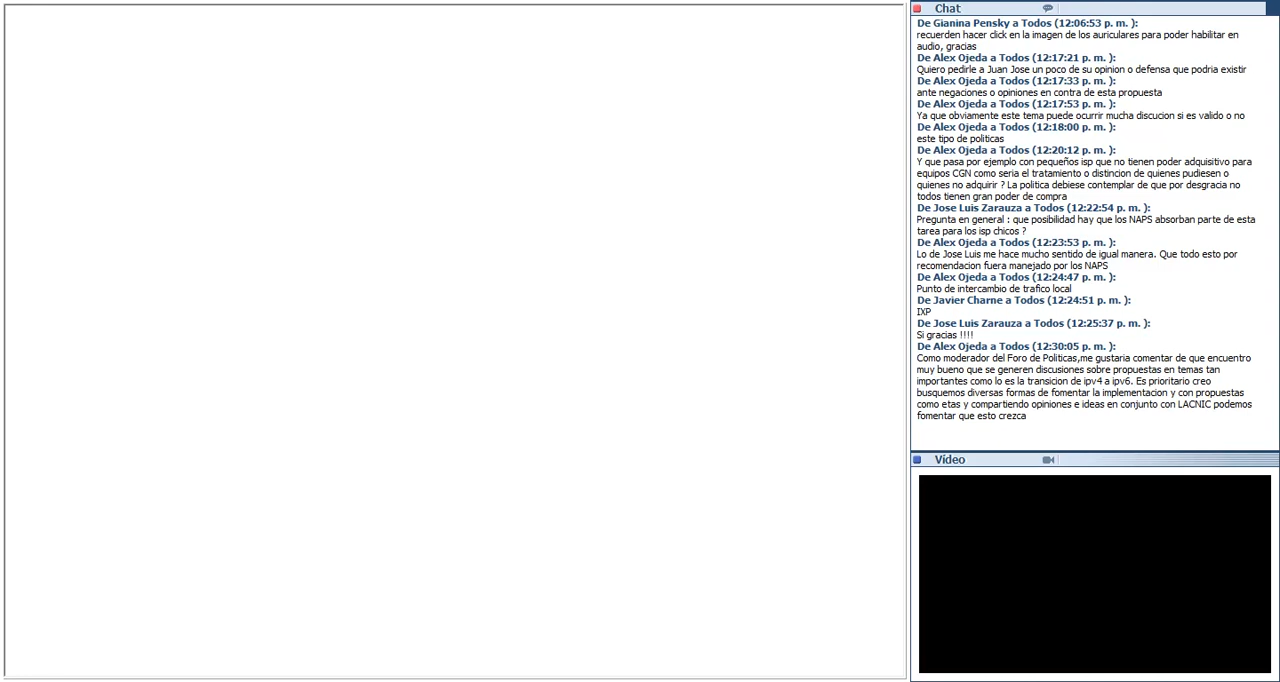 Chat
De Gianina Pensky a Todos (12:06:53 p. m. ):
recuerden hacer click en la imagen de los auriculares para poder habilitar en
audio, gracias
De Alex Ojeda a Todos (12:17:21 p. m. ):
Quiero pedirle a Juan Jose un poco de su opinion o defensa que podria existir
De Alex Ojeda a Todos (12:17:33 p. m. ):
ante negaciones o opiniones en contra de esta propuesta
De Alex Ojeda a Todos (12:17:53 p. m. ):
Ya que obviamente este tema puede ocurrir mucha discucion si es valido o no
De Alex Ojeda a Todos (12:18:00 p. m. ):
este tipo de politicas
De Alex Ojeda a Todos (12:20:12 p. m. ):
Y que pasa por ejemplo con pequeños isp que no tienen poder adquisitivo para
equipos CGN como seria el tratamiento o distincion de quienes pudiesen o
quienes no adquirir ? La politica debiese contemplar de que por desgracia no
todos tienen gran poder de compra
De Jose Luis Zarauza a Todos (12:22:54 p. m. ):
Pregunta en general : que posibilidad hay que los NAPS absorban parte de esta
tarea para los isp chicos ?
De Alex Ojeda a Todos (12:23:53 p. m. ):
Lo de Jose Luis me hace mucho sentido de igual manera. Que todo esto por
recomendacion fuera manejado por los NAPS
De Alex Ojeda a Todos (12:24:47 p. m. ):
Punto de intercambio de trafico local
De Javier Charne a Todos (12:24:51 p. m. ):
IXP
De Jose Luis Zarauza a Todos (12:25:37 p. m. ):
Si gracias !!!!
De Alex Ojeda a Todos (12:30:05 p. m. ):
Como moderador del Foro de Politicas,me gustaria comentar de que encuentro
muy bueno que se generen discusiones sobre propuestas en temas tan
importantes como lo es la transicion de ipv4 a ipv6. Es prioritario creo
busquemos diversas formas de fomentar la implementacion y con propuestas
como etas y compartiendo opiniones e ideas en conjunto con LACNIC podemos
fomentar que esto crezca
Vídeo